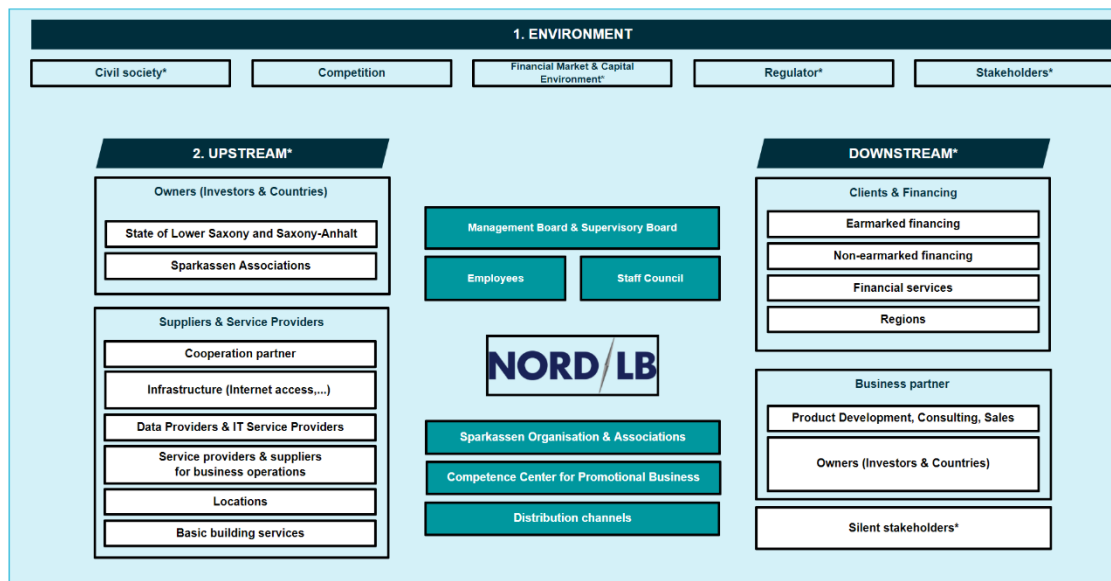 1. ENVIRONMENT
Civil society*
Competition
Financial Market & Capital
Environment*
Regulator*
Stakeholders*
2. UPSTREAM*
Owners (Investors & Countries)
State of Lower Saxony and Saxony-Anhalt
Sparkassen Associations
Suppliers & Service Providers
Cooperation partner
Infrastructure (Internet access,...)
Data Providers & IT Service Providers
Service providers & suppliers
for business operations
Locations
Basic building services
Management Board & Supervisory Board
Employees
Staff Council
NORD/LB
Sparkassen Organisation & Associations
Competence Center for Promotional Business
Distribution channels
DOWNSTREAM*
Clients & Financing
Earmarked financing
Non-earmarked financing
Financial services
Regions
Business partner
Product Development, Consulting, Sales
Owners (Investors & Countries)
Silent stakeholders*